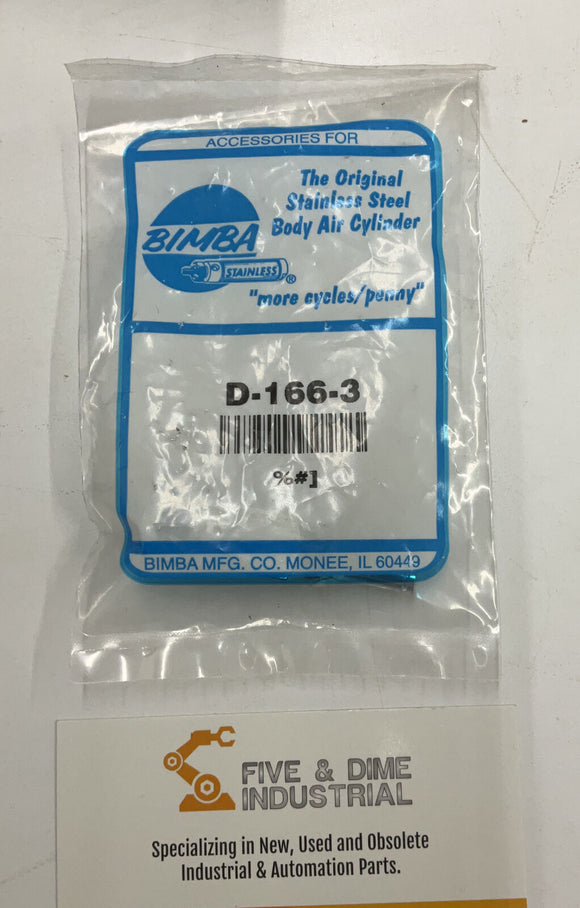 ACCESSORIES FOR
The Original
Stainless Steel
Body Air Cylinder
BIMBA
STAINLESS
®
"more cycles/penny"
D-166-3
%#]
BIMBA MFG. CO. MONEE, IL 60449
FIVE & DIME
INDUSTRIAL
Specializing in New, Used and Obsolete
Industrial & Automation Parts.